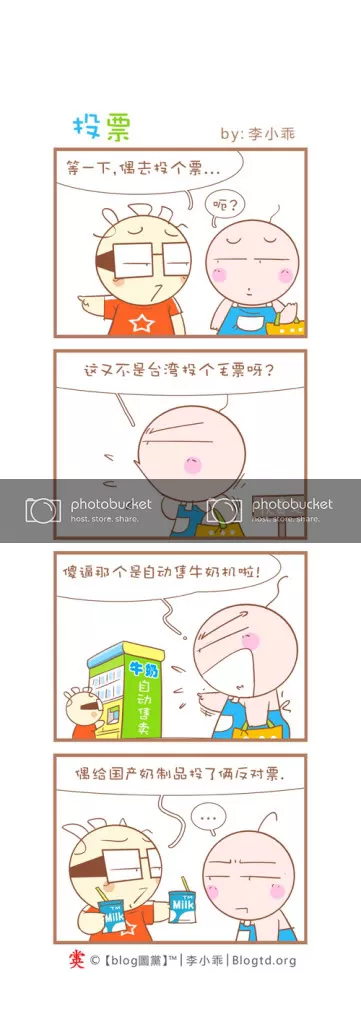 投票
by: 李小乖
等一下,偶去投个票...
呃?
这又不是台湾投个毛票呀?
photobucket
host. store. share.
photobucket
host. store. share.
傻逼那个是自动售牛奶机啦!
牛奶
自动售卖
偶给国产奶制品投了俩反对票.
...
TM
Milk
TM
Milk
©【blog圖黨】™|李小乖|Blogtd.org